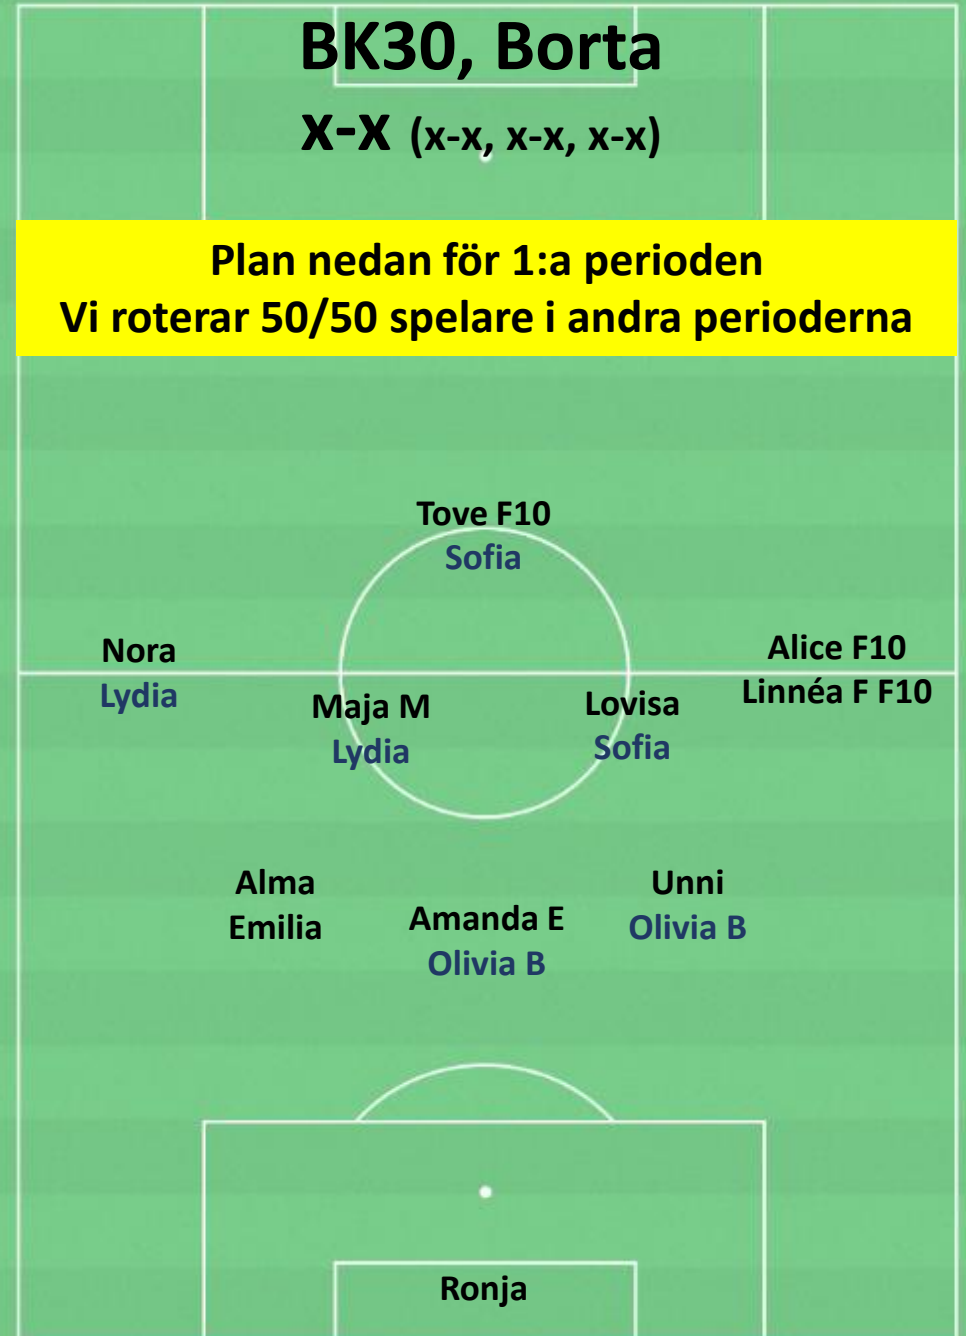 BK30, Borta
x-x (x-x, x-x, x-x)
Plan nedan för 1:a perioden
Vi roterar 50/50 spelare i andra perioderna
Tove F10
Sofia
Nora
Lydia
Alice F10
Linnéa F F10
Maja M
Lydia
Lovisa
Sofia
Alma
Emilia
Amanda E
Olivia B
Unni
Olivia B
Ronja